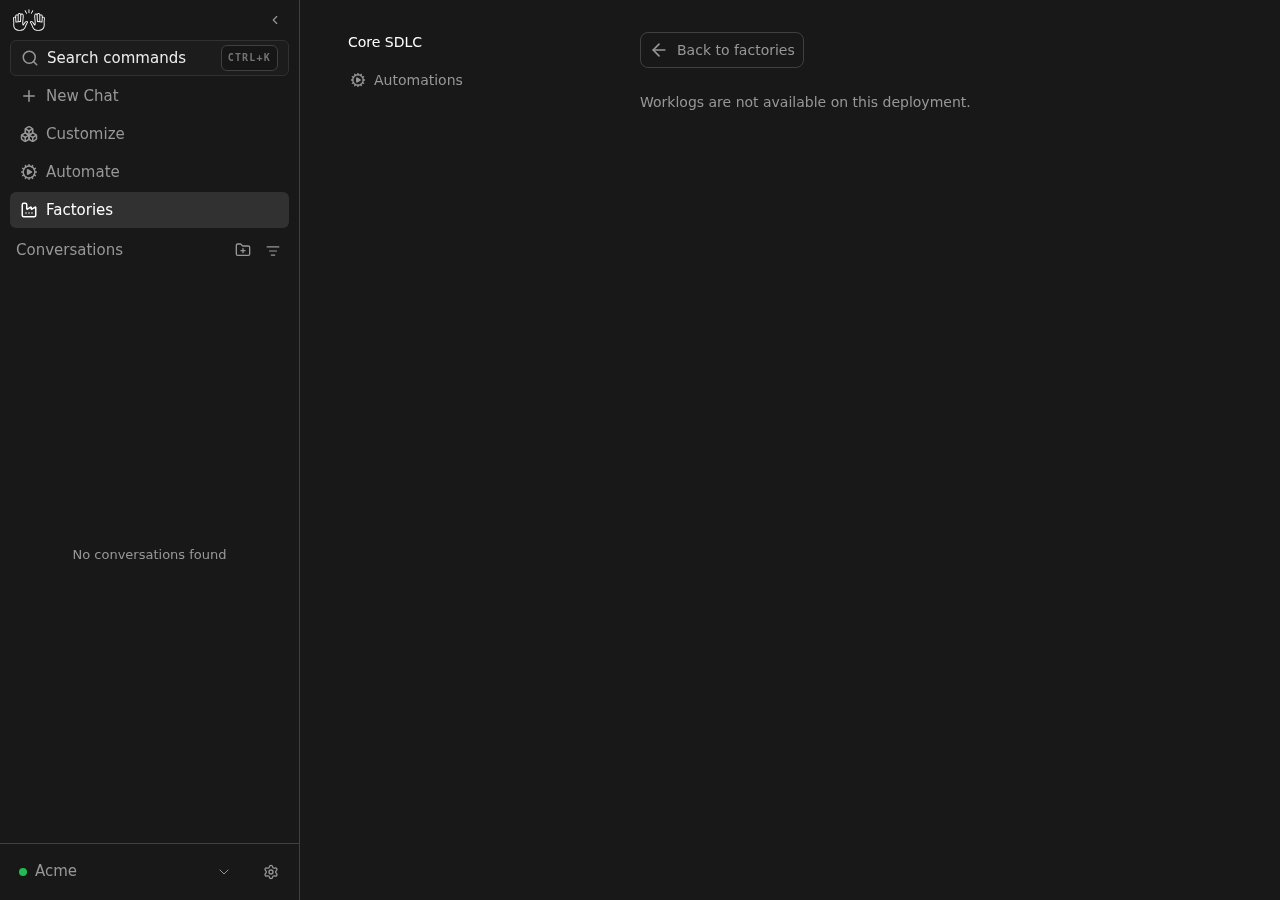 Search commands
CTRL+K
New Chat
Customize
Automate
Factories
Conversations
No conversations found
Acme
Core SDLC
Automations
Back to factories
Worklogs are not available on this deployment.